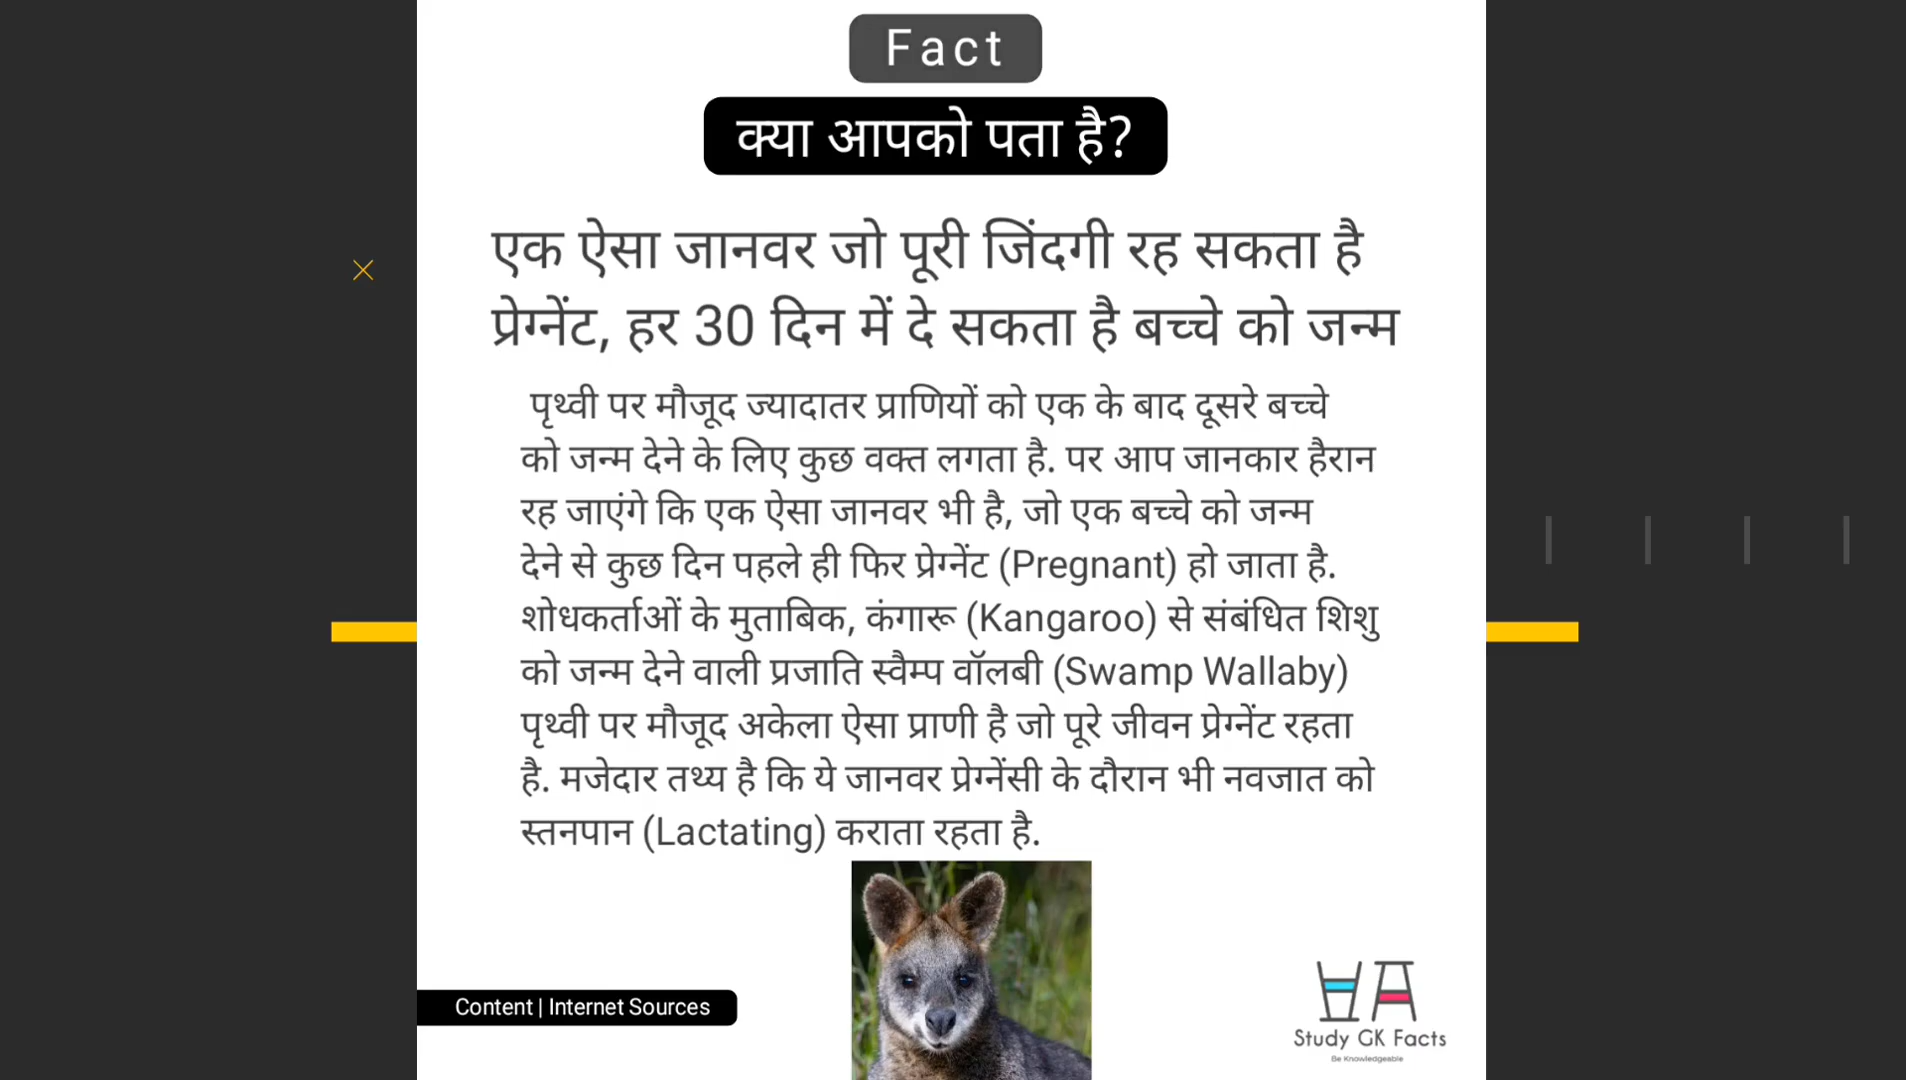 Fact
क्या आपको पता है?
एक ऐसा जानवर जो पूरी जिंदगी रह सकता है
प्रेग्नेंट, हर 30 दिन में दे सकता है बच्चे को जन्म
पृथ्वी पर मौजूद ज्यादातर प्राणियों को एक के बाद दूसरे बच्चे
को जन्म देने के लिए कुछ वक्त लगता है. पर आप जानकार हैरान
रह जाएंगे कि एक ऐसा जानवर भी है, जो एक बच्चे को जन्म
देने से कुछ दिन पहले ही फिर प्रेग्नेंट (Pregnant) हो जाता है.
शोधकर्ताओं के मुताबिक, कंगारू (Kangaroo) से संबंधित शिशु
को जन्म देने वाली प्रजाति स्वैम्प वॉलबी (Swamp Wallaby)
पृथ्वी पर मौजूद अकेला ऐसा प्राणी है जो पूरे जीवन प्रेग्नेंट रहता
है. मजेदार तथ्य है कि ये जानवर प्रेग्नेंसी के दौरान भी नवजात को
स्तनपान (Lactating) कराता रहता है.
Content | Internet Sources
Study GK Facts
Be Knowledgeable